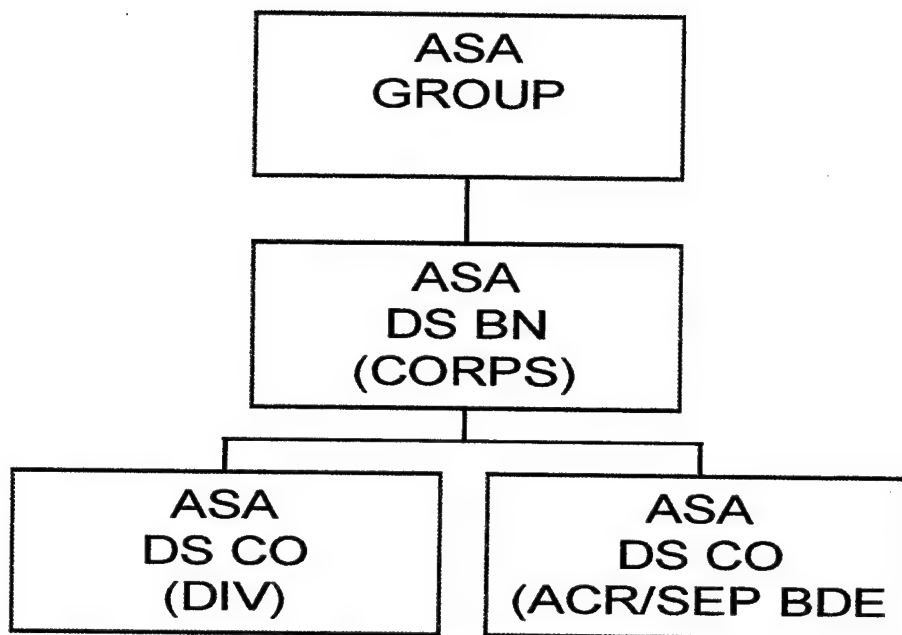 ASA
GROUP
ASA
DS BN
(CORPS)
ASA
DS CO
(DIV)
ASA
DS CO
(ACR/SEP BDE